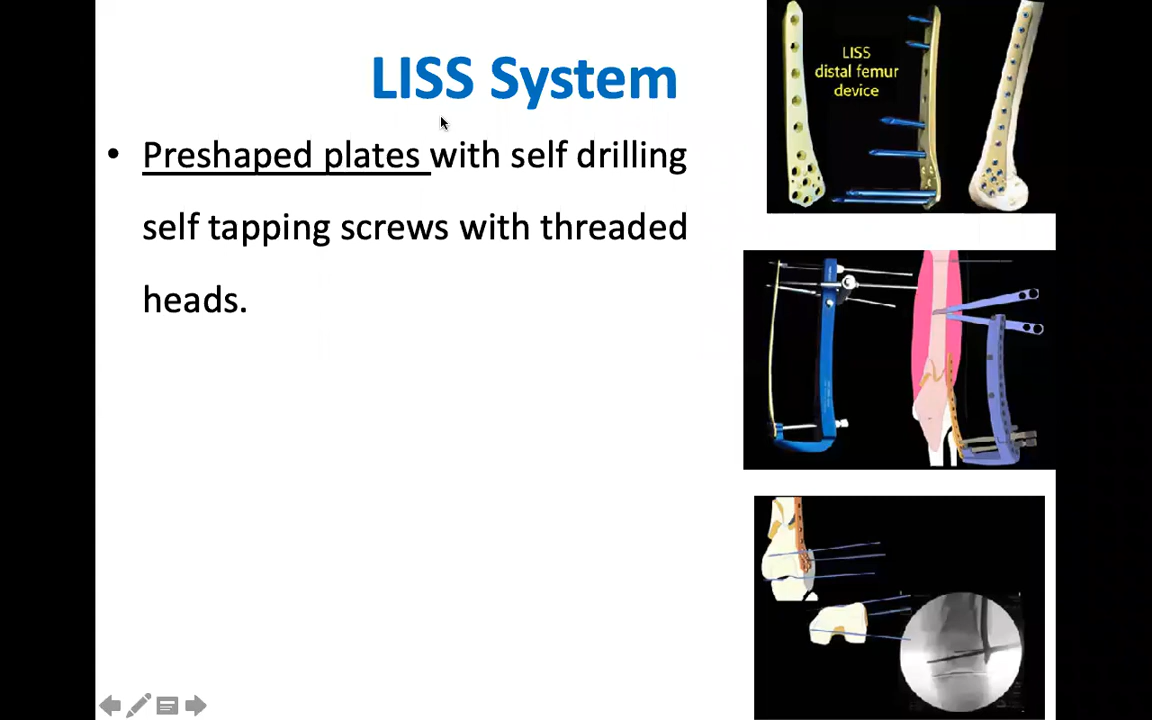 LISS System
• Preshaped plates with self drilling
self tapping screws with threaded
heads.
LISS
distal femur
device